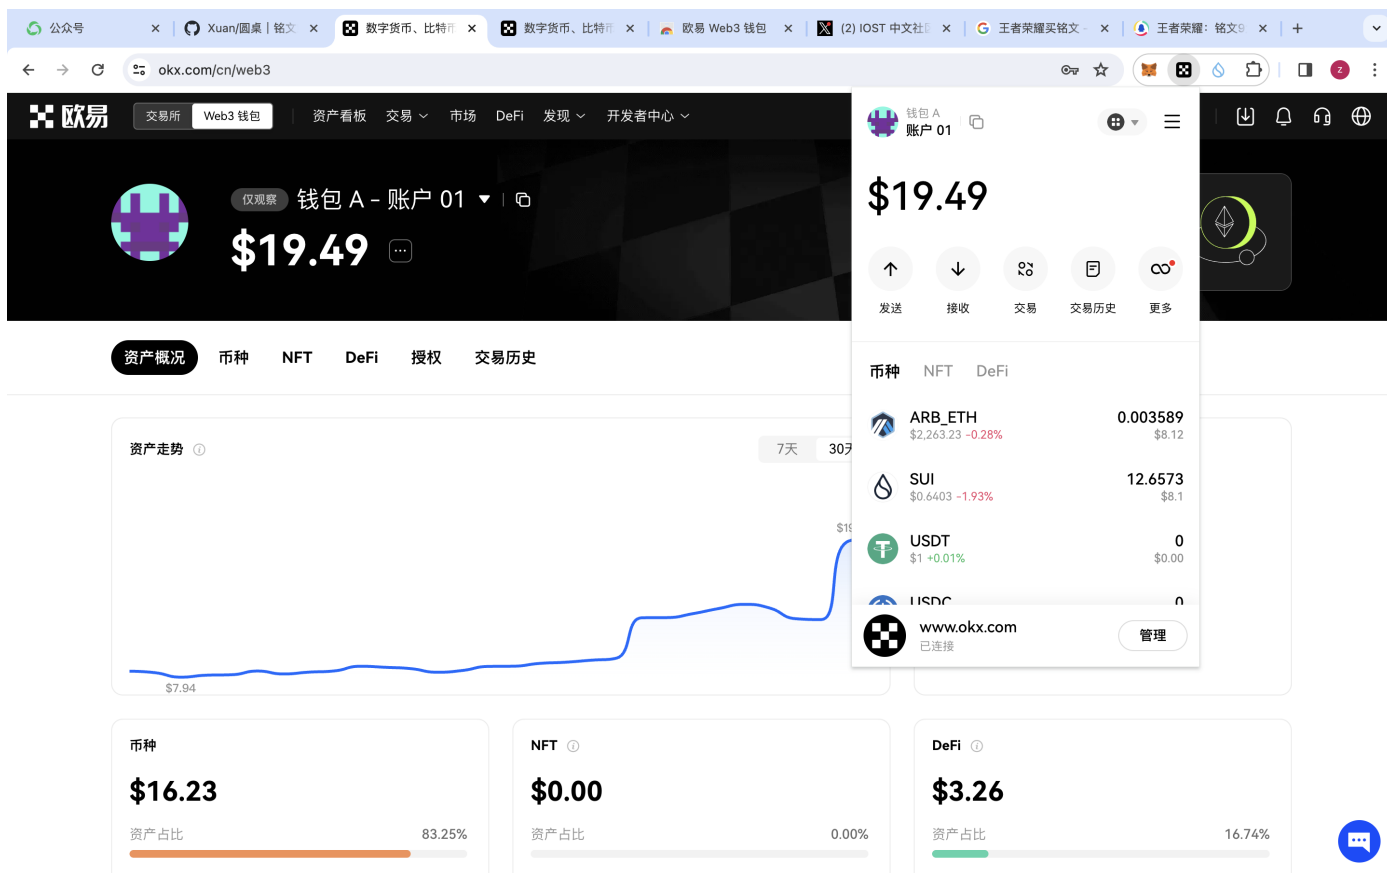 公众号
Xuan/圆桌｜铭文
数字货币、比特币
数字货币、比特币
欧易 Web3 钱包
(2) IOST 中文社区
王者荣耀买铭文 -
王者荣耀：铭文9
okx.com/cn/web3
z
欧易
交易所
Web3 钱包
资产看板
交易
市场
DeFi
发现
开发者中心
仅观察
钱包 A – 账户 01
$19.49
资产概况
币种
NFT
DeFi
授权
交易历史
资产走势
7天
30天
$19
$7.94
币种
$16.23
资产占比
83.25%
NFT
$0.00
资产占比
0.00%
DeFi
$3.26
资产占比
16.74%
钱包 A
账户 01
$19.49
发送
接收
交易
交易历史
更多
币种
NFT
DeFi
ARB_ETH
0.003589
$2,263.23 -0.28%
$8.12
SUI
12.6573
$0.6403 -1.93%
$8.1
USDT
0
$1 +0.01%
$0.00
USDC
0
www.okx.com
已连接
管理